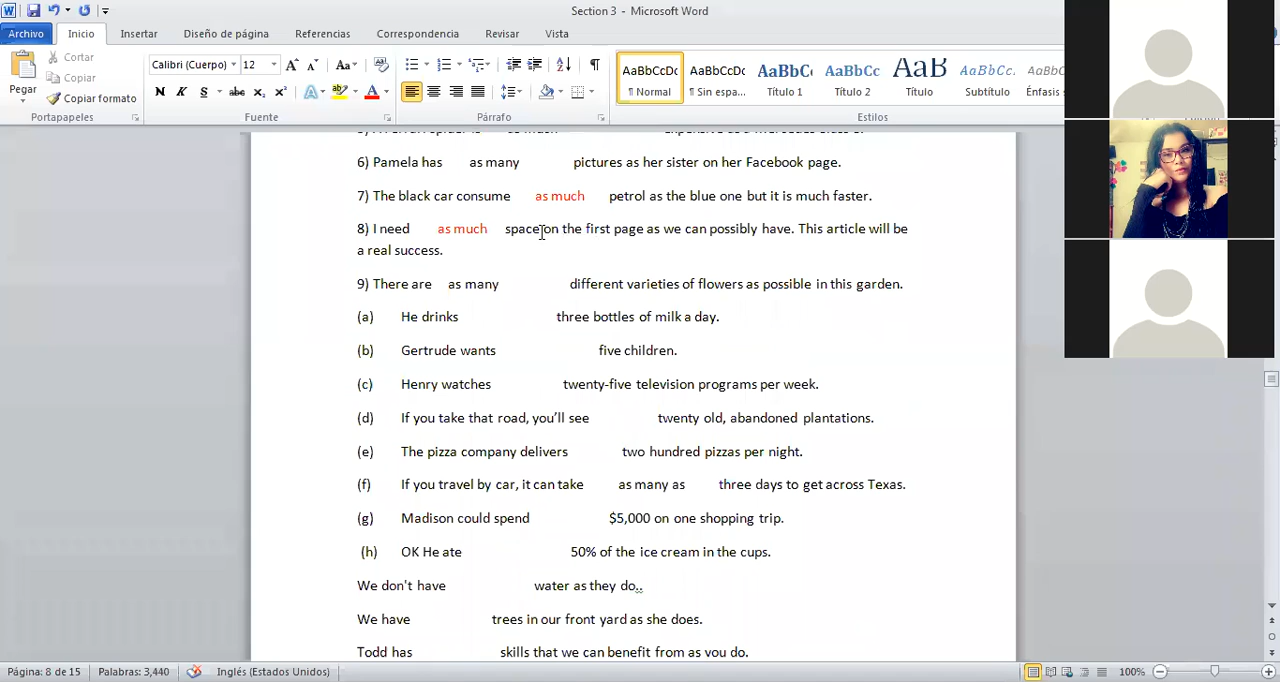 Section 3 - Microsoft Word
Archivo Inicio Insertar Diseño de página Referencias Correspondencia Revisar Vista
Pegar Cortar Copiar Copiar formato
Portapapeles
Calibri (Cuerpo) 12
Fuente
Párrafo
AaBbCcDc AaBbCcDc AaBbC AaBbCc AaB AaBbCc AaBbCc
¶ Normal ¶ Sin espa... Título 1 Título 2 Título Subtítulo Énfasis
Estilos
as much expensive as a Mercedes
6) Pamela has as many pictures as her sister on her Facebook page.
7) The black car consume as much petrol as the blue one but it is much faster.
8) I need as much space on the first page as we can possibly have. This article will be
a real success.
9) There are as many different varieties of flowers as possible in this garden.
(a) He drinks three bottles of milk a day.
(b) Gertrude wants five children.
(c) Henry watches twenty-five television programs per week.
(d) If you take that road, you'll see twenty old, abandoned plantations.
(e) The pizza company delivers two hundred pizzas per night.
(f) If you travel by car, it can take as many as three days to get across Texas.
(g) Madison could spend $5,000 on one shopping trip.
(h) OK He ate 50% of the ice cream in the cups.
We don't have water as they do..
We have trees in our front yard as she does.
Todd has skills that we can benefit from as you do.
Página: 8 de 15 Palabras: 3,440 Inglés (Estados Unidos) 100%